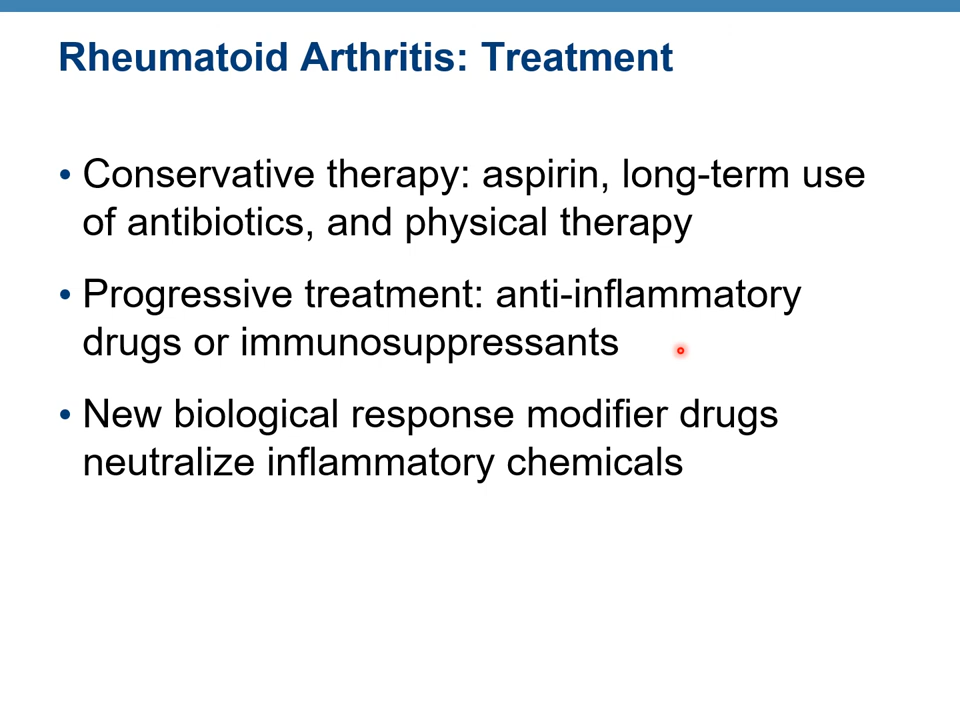 Rheumatoid Arthritis: Treatment
• Conservative therapy: aspirin, long-term use
of antibiotics, and physical therapy
• Progressive treatment: anti-inflammatory
drugs or immunosuppressants
• New biological response modifier drugs
neutralize inflammatory chemicals